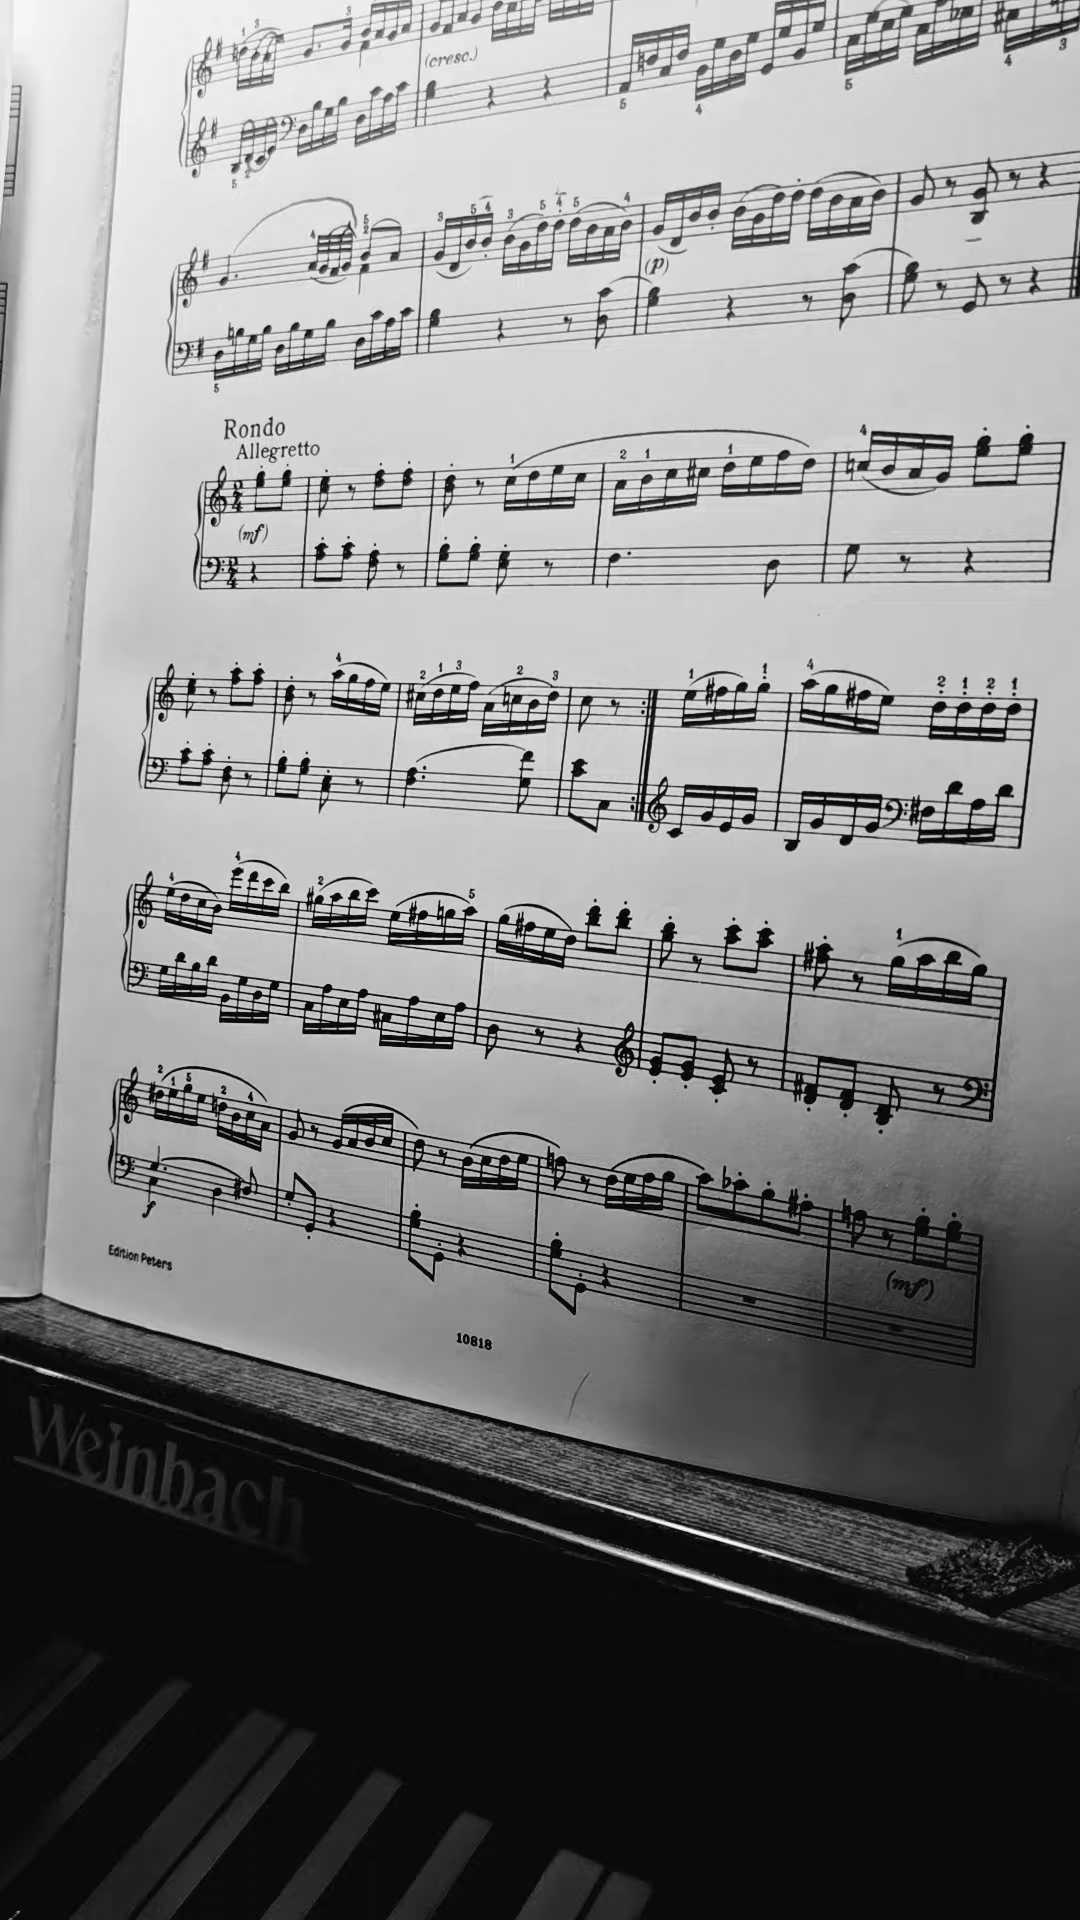 (cresc.)
(p)
Rondo
Allegretto
(mf)
f
(mf)
Edition Peters
10818
Weinbach